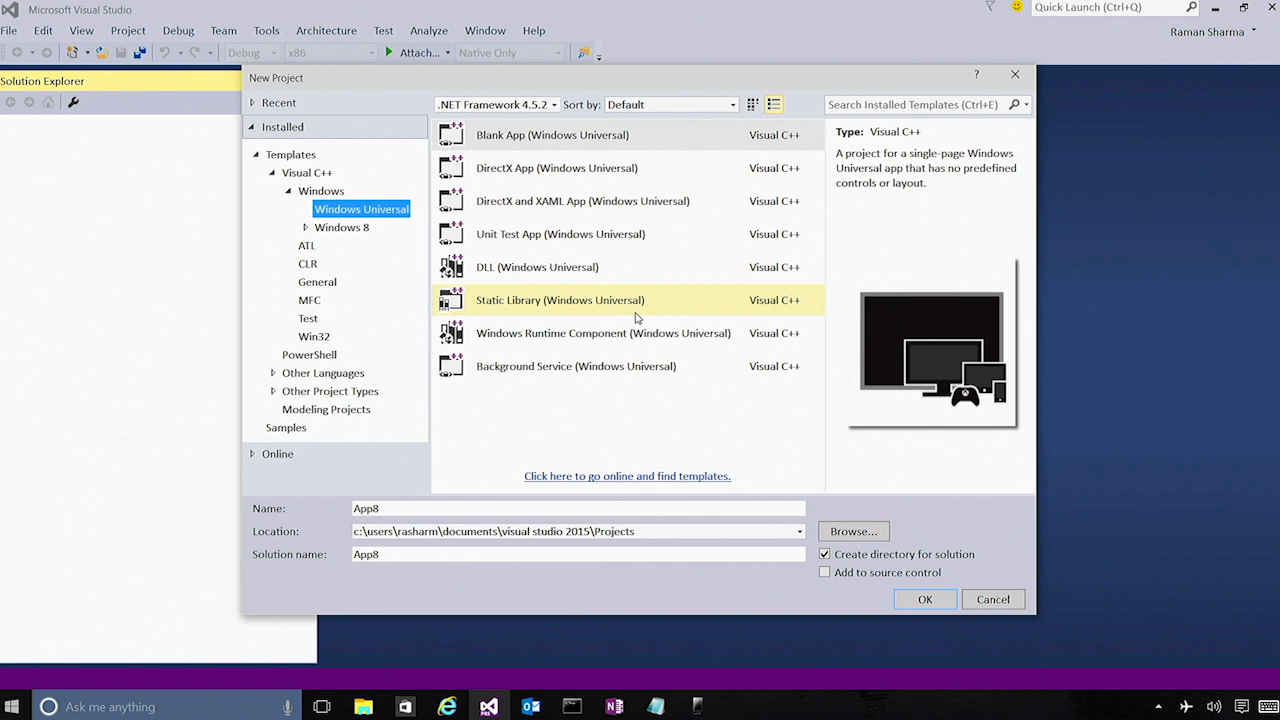 Microsoft Visual Studio
Quick Launch (Ctrl+Q)
File Edit View Project Debug Team Tools Architecture Test Analyze Window Help
Raman Sharma
Debug x86 Attach... Native Only
Solution Explorer
New Project
?
Recent
.NET Framework 4.5.2 Sort by: Default
Search Installed Templates (Ctrl+E)
Installed
Templates
Visual C++
Windows
Windows Universal
Windows 8
ATL
CLR
General
MFC
Test
Win32
PowerShell
Other Languages
Other Project Types
Modeling Projects
Samples
Online
Blank App (Windows Universal) Visual C++
DirectX App (Windows Universal) Visual C++
DirectX and XAML App (Windows Universal) Visual C++
Unit Test App (Windows Universal) Visual C++
DLL (Windows Universal) Visual C++
Static Library (Windows Universal) Visual C++
Windows Runtime Component (Windows Universal) Visual C++
Background Service (Windows Universal) Visual C++
Click here to go online and find templates.
Type: Visual C++
A project for a single-page Windows
Universal app that has no predefined
controls or layout.
Name: App8
Location: c:\users\rasharm\documents\visual studio 2015\Projects
Browse...
Solution name: App8
Create directory for solution
Add to source control
OK Cancel
Ask me anything